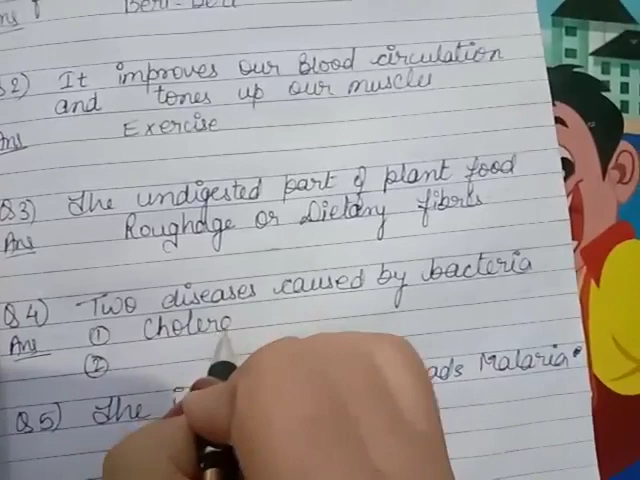 Ans Beri-Beri
Q2) It improves our Blood circulation
and tones up our muscles
Ans Exercise
Q3) The undigested part of plant food
Ans Roughage or Dietary fibres
Q4) Two diseases caused by bacteria
Ans ① Cholera
②
Q5) The ads Malaria